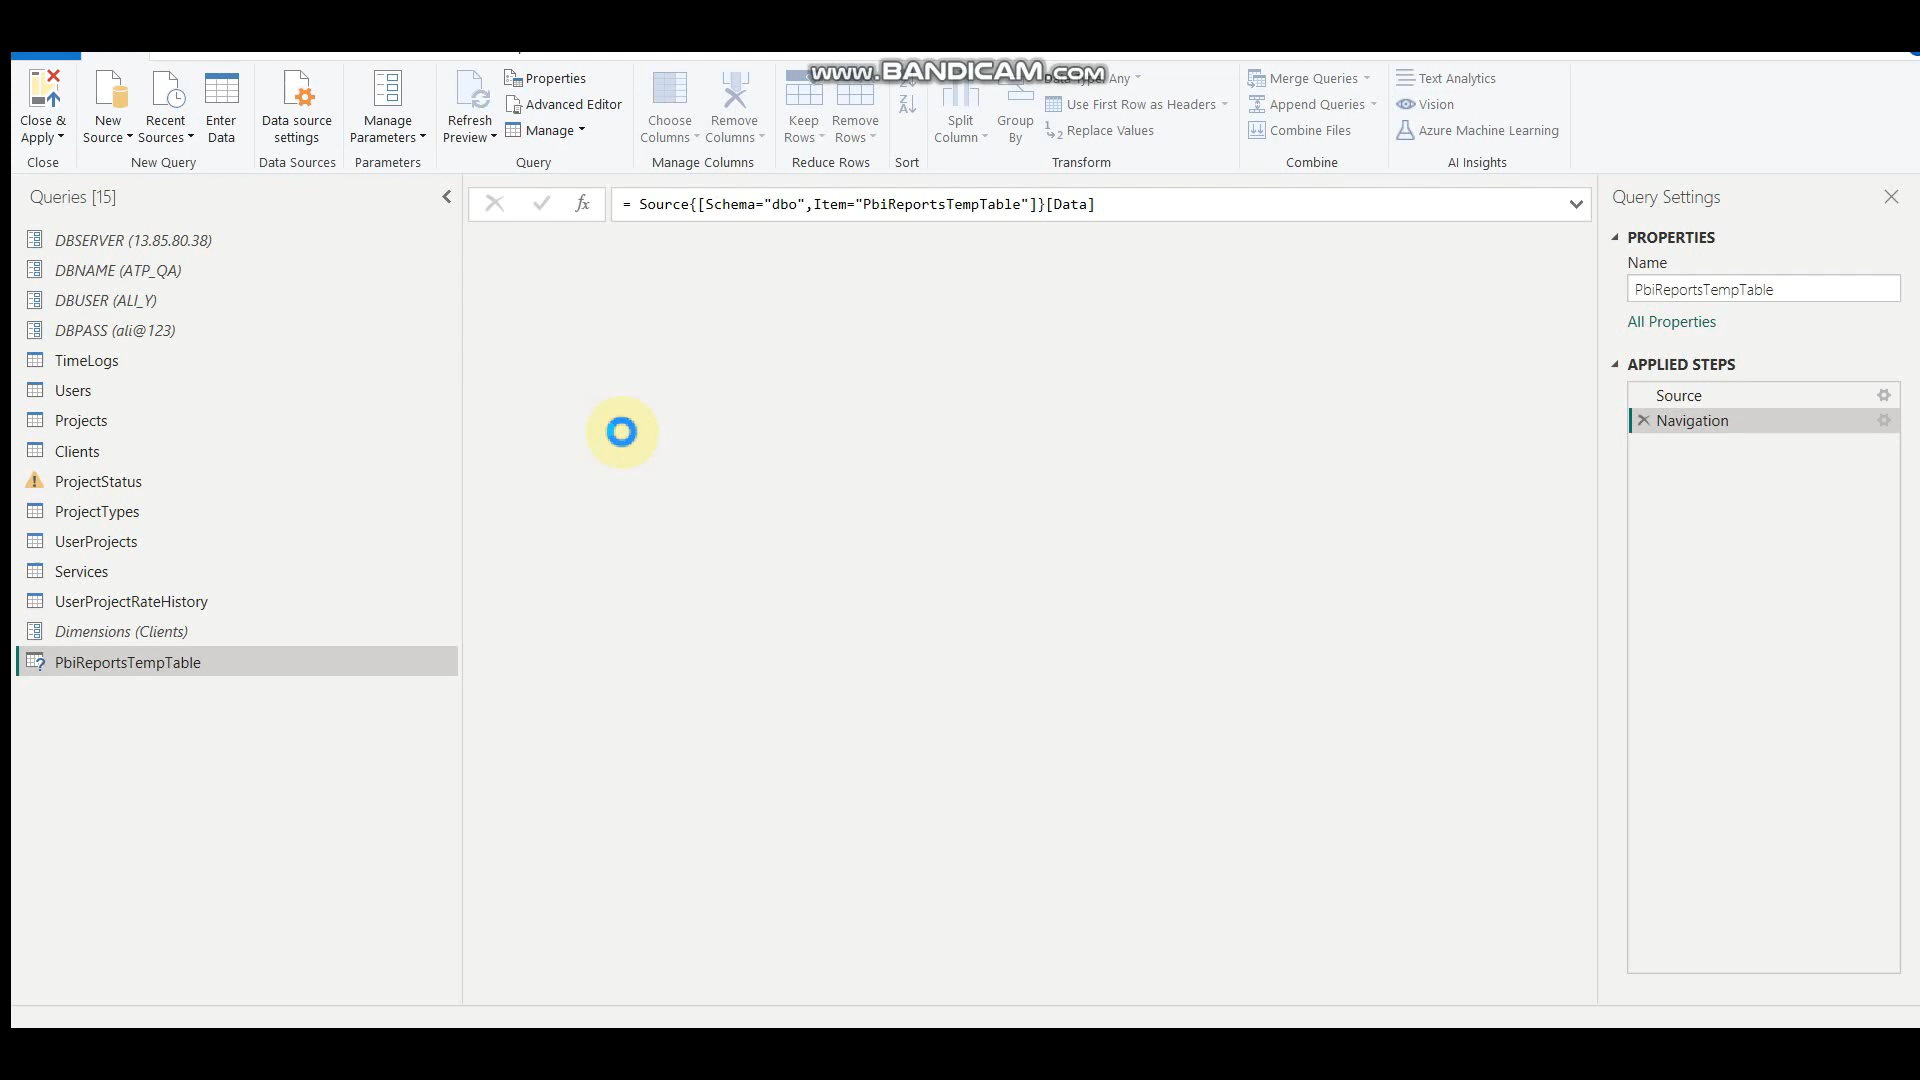 www.BANDICAM.com
Close & Apply
New Source
Recent Sources
Enter Data
Data source settings
Manage Parameters
Refresh Preview
Properties
Advanced Editor
Manage
Choose Columns
Remove Columns
Keep Rows
Remove Rows
Split Column
Group By
Data Type: Any
Use First Row as Headers
Replace Values
Merge Queries
Append Queries
Combine Files
Text Analytics
Vision
Azure Machine Learning
Close
New Query
Data Sources
Parameters
Query
Manage Columns
Reduce Rows
Sort
Transform
Combine
AI Insights
Queries [15]
DBSERVER (13.85.80.38)
DBNAME (ATP_QA)
DBUSER (ALI_Y)
DBPASS (ali@123)
TimeLogs
Users
Projects
Clients
ProjectStatus
ProjectTypes
UserProjects
Services
UserProjectRateHistory
Dimensions (Clients)
PbiReportsTempTable
fx
= Source{[Schema="dbo",Item="PbiReportsTempTable"]}[Data]
Query Settings
PROPERTIES
Name
PbiReportsTempTable
All Properties
APPLIED STEPS
Source
Navigation